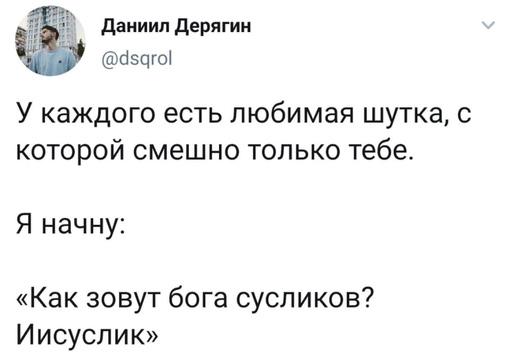 Даниил Дерягин
@dsqrol
У каждого есть любимая шутка, с
которой смешно только тебе.
Я начну:
«Как зовут бога сусликов?
Иисуслик»